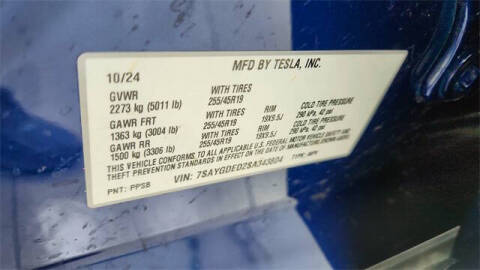 MFD BY TESLA, INC.
10/24
GVWR WITH TIRES RIM COLD TIRE PRESSURE
2273 kg (5011 lb) 255/45R19 19X9.5J 290 kPa, 42 psi
GAWR FRT WITH TIRES RIM COLD TIRE PRESSURE
1363 kg (3004 lb) 255/45R19 19X9.5J 290 kPa, 42 psi
GAWR RR WITH TIRES
1500 kg (3306 lb) 255/45R19
THIS VEHICLE CONFORMS TO ALL APPLICABLE U.S. FEDERAL MOTOR VEHICLE SAFETY AND
THEFT PREVENTION STANDARDS IN EFFECT ON THE DATE OF MANUFACTURE SHOWN ABOVE.
PNT: PPSB VIN: 7SAYGDED2SA343804 TYPE: MPV